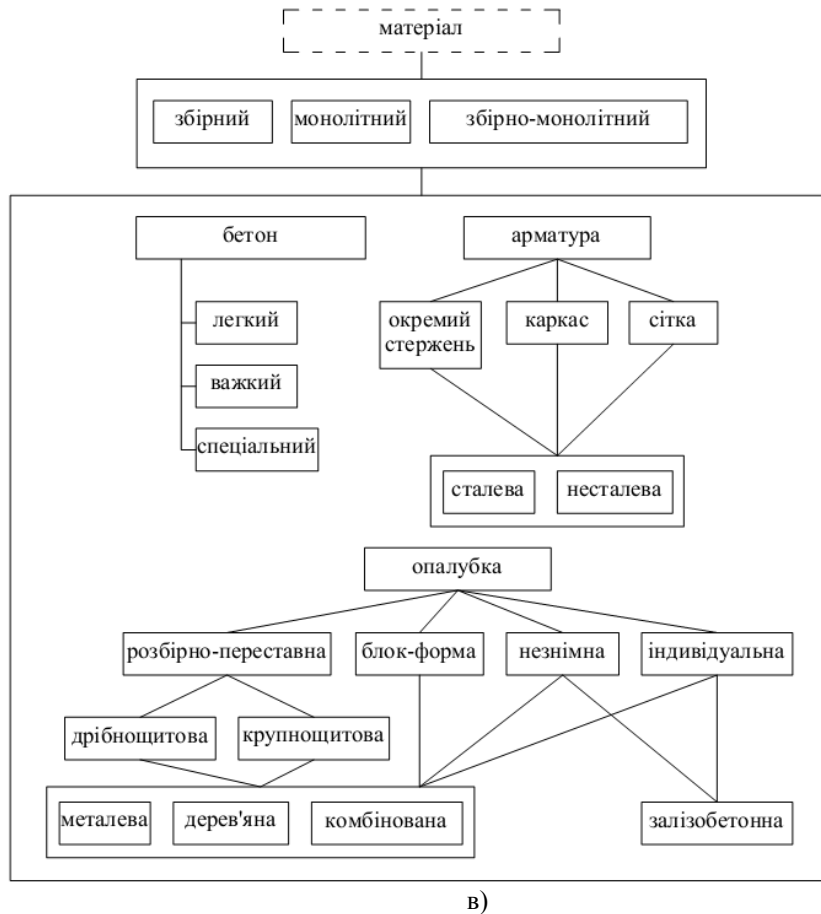 матеріал
збірний монолітний збірно-монолітний
бетон арматура
легкий окремий стержень каркас сітка
важкий
спеціальний
сталева несталева
опалубка
розбірно-переставна блок-форма незнімна індивідуальна
дрібнощитова крупнощитова
металева дерев'яна комбінована залізобетонна
в)